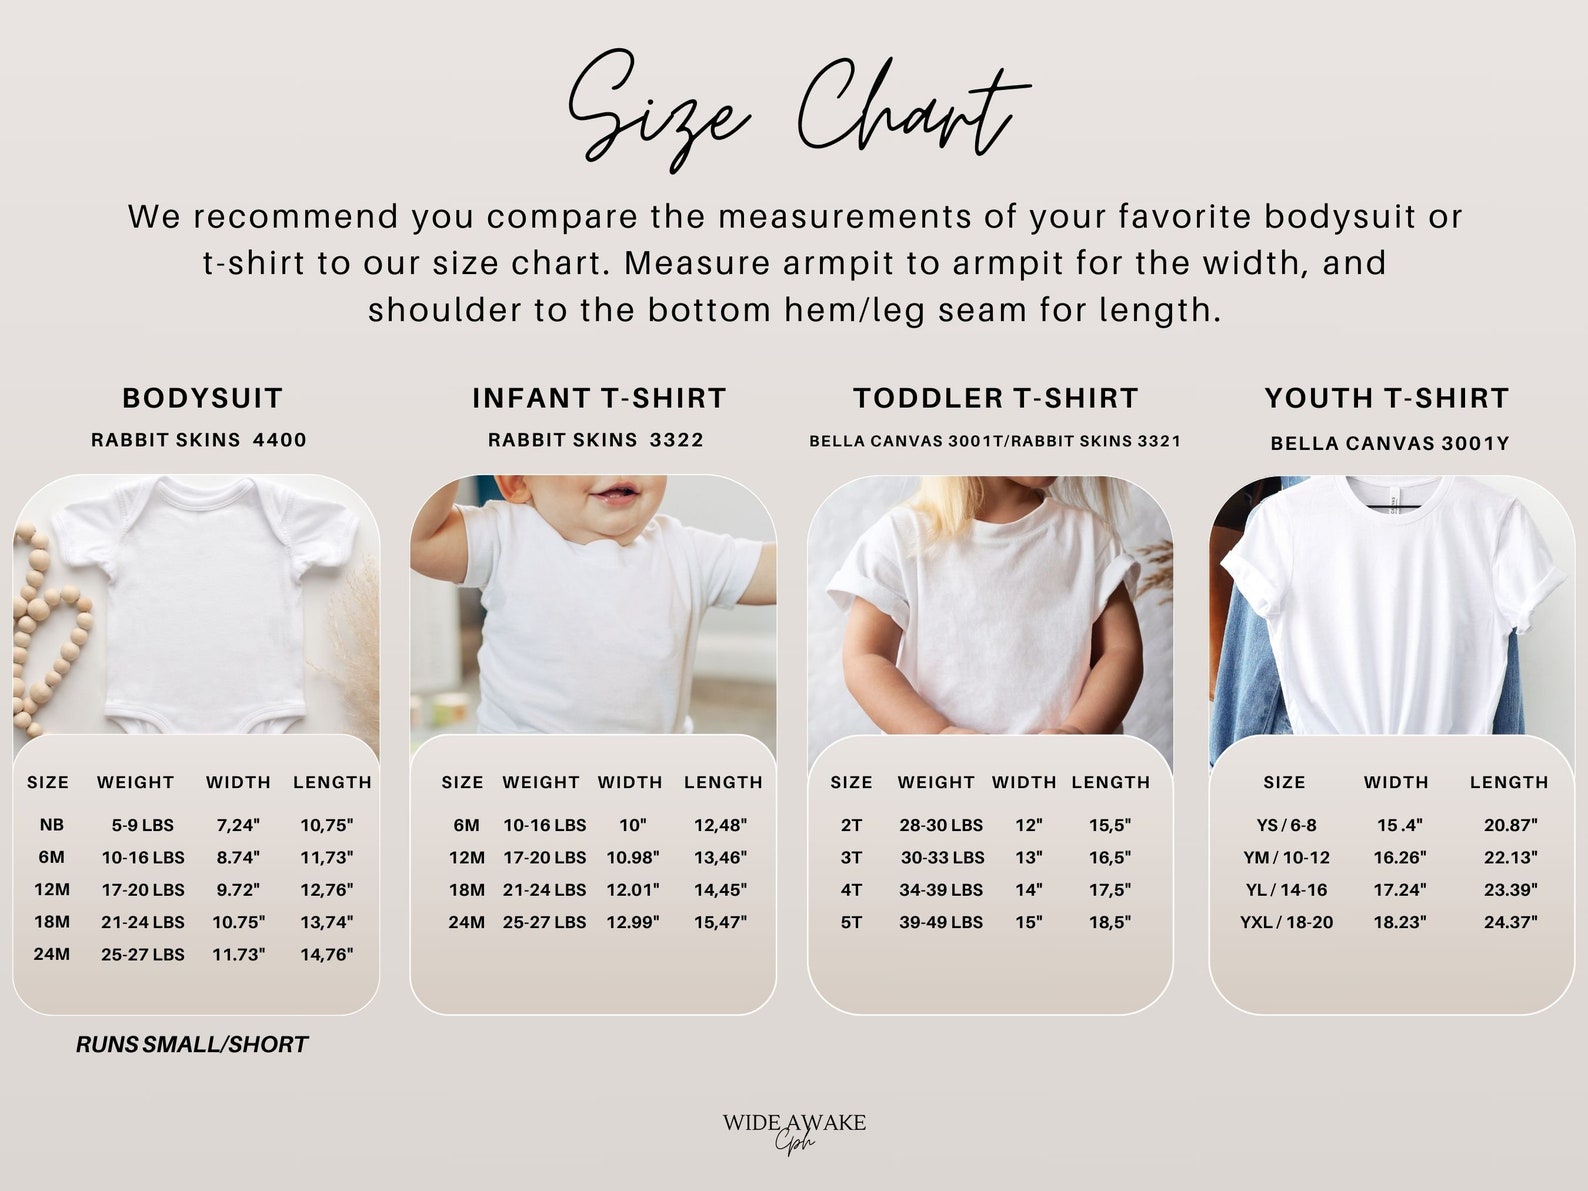 Size Chart
We recommend you compare the measurements of your favorite bodysuit or
t-shirt to our size chart. Measure armpit to armpit for the width, and
shoulder to the bottom hem/leg seam for length.
BODYSUIT
RABBIT SKINS 4400
SIZE WEIGHT WIDTH LENGTH
NB 5-9 LBS 7,24" 10,75"
6M 10-16 LBS 8.74" 11,73"
12M 17-20 LBS 9.72" 12,76"
18M 21-24 LBS 10.75" 13,74"
24M 25-27 LBS 11.73" 14,76"
RUNS SMALL/SHORT
INFANT T-SHIRT
RABBIT SKINS 3322
SIZE WEIGHT WIDTH LENGTH
6M 10-16 LBS 10" 12,48"
12M 17-20 LBS 10.98" 13,46"
18M 21-24 LBS 12.01" 14,45"
24M 25-27 LBS 12.99" 15,47"
TODDLER T-SHIRT
BELLA CANVAS 3001T/RABBIT SKINS 3321
SIZE WEIGHT WIDTH LENGTH
2T 28-30 LBS 12" 15,5"
3T 30-33 LBS 13" 16,5"
4T 34-39 LBS 14" 17,5"
5T 39-49 LBS 15" 18,5"
YOUTH T-SHIRT
BELLA CANVAS 3001Y
SIZE WIDTH LENGTH
YS / 6-8 15 .4" 20.87"
YM / 10-12 16.26" 22.13"
YL / 14-16 17.24" 23.39"
YXL / 18-20 18.23" 24.37"
WIDE AWAKE
Cph